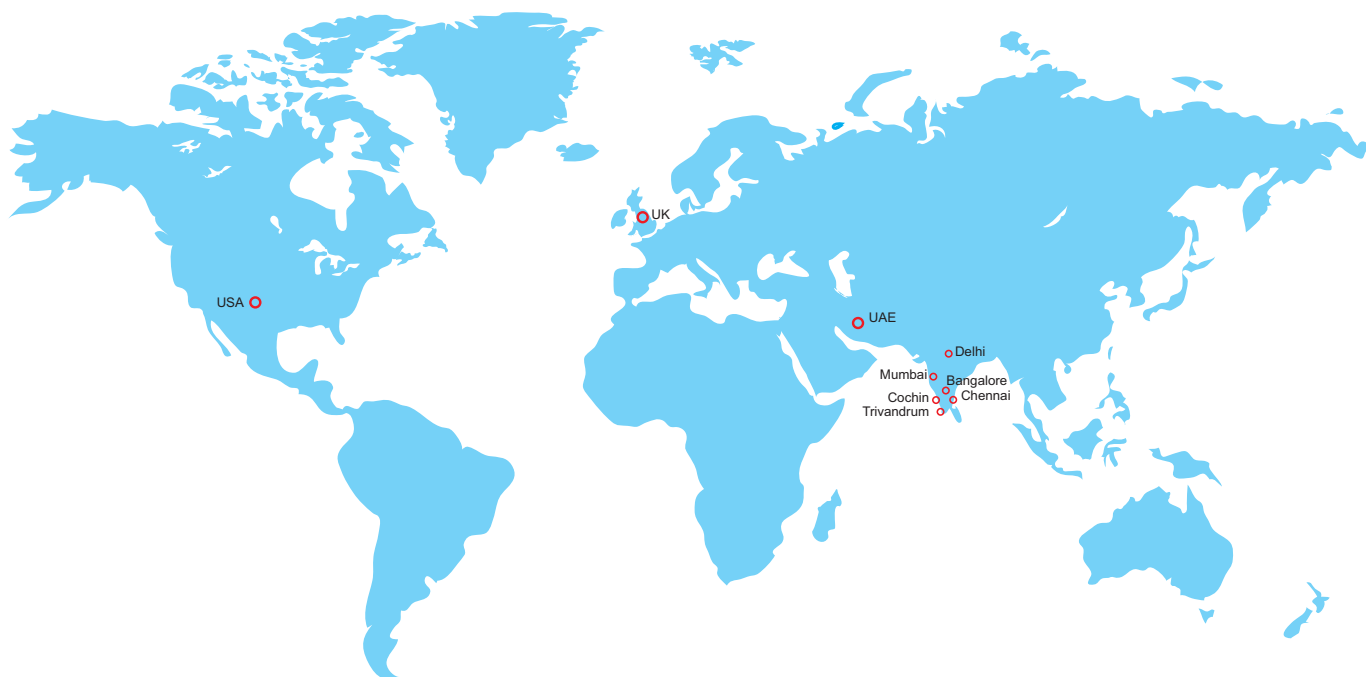 UK
USA
UAE
Delhi
Mumbai
Bangalore
Cochin
Chennai
Trivandrum